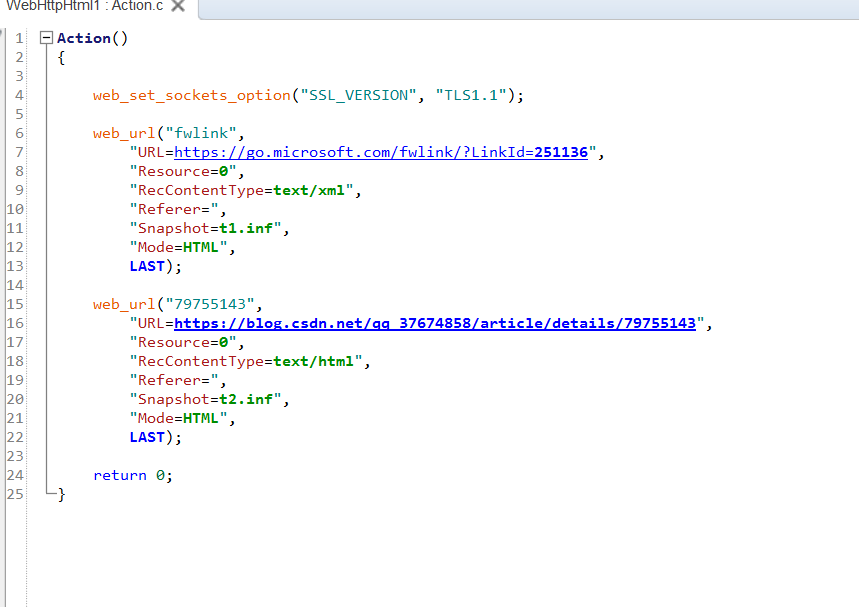 WebHttpHtml1 : Action.c
1 Action()
2 {
3
4 web_set_sockets_option("SSL_VERSION", "TLS1.1");
5
6 web_url("fwlink",
7 "URL=https://go.microsoft.com/fwlink/?LinkId=251136",
8 "Resource=0",
9 "RecContentType=text/xml",
10 "Referer=",
11 "Snapshot=t1.inf",
12 "Mode=HTML",
13 LAST);
14
15 web_url("79755143",
16 "URL=https://blog.csdn.net/qq_37674858/article/details/79755143",
17 "Resource=0",
18 "RecContentType=text/html",
19 "Referer=",
20 "Snapshot=t2.inf",
21 "Mode=HTML",
22 LAST);
23
24 return 0;
25 }